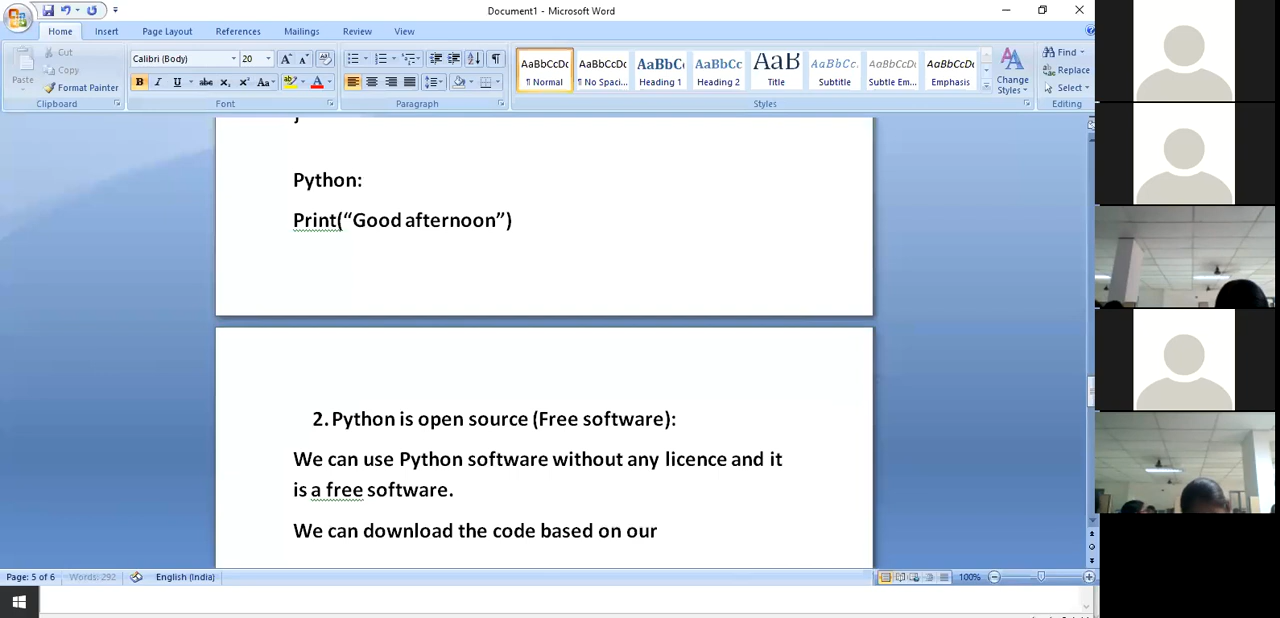 Document1 - Microsoft Word
Home Insert Page Layout References Mailings Review View
Cut
Copy
Format Painter
Paste
Clipboard
Calibri (Body) 20
B I U abc X₂ X² Aa
Font
Paragraph
AaBbCcDc AaBbCcDc AaBbC AaBbCc AaB AaBbCc. AaBbCcDc AaBbCcDc
¶ Normal ¶ No Spaci... Heading 1 Heading 2 Title Subtitle Subtle Em... Emphasis
Styles
Change
Styles
Find
Replace
Select
Editing
Python:
Print(“Good afternoon”)
2. Python is open source (Free software):
We can use Python software without any licence and it
is a free software.
We can download the code based on our
Page: 5 of 6 Words: 292 English (India) 100%